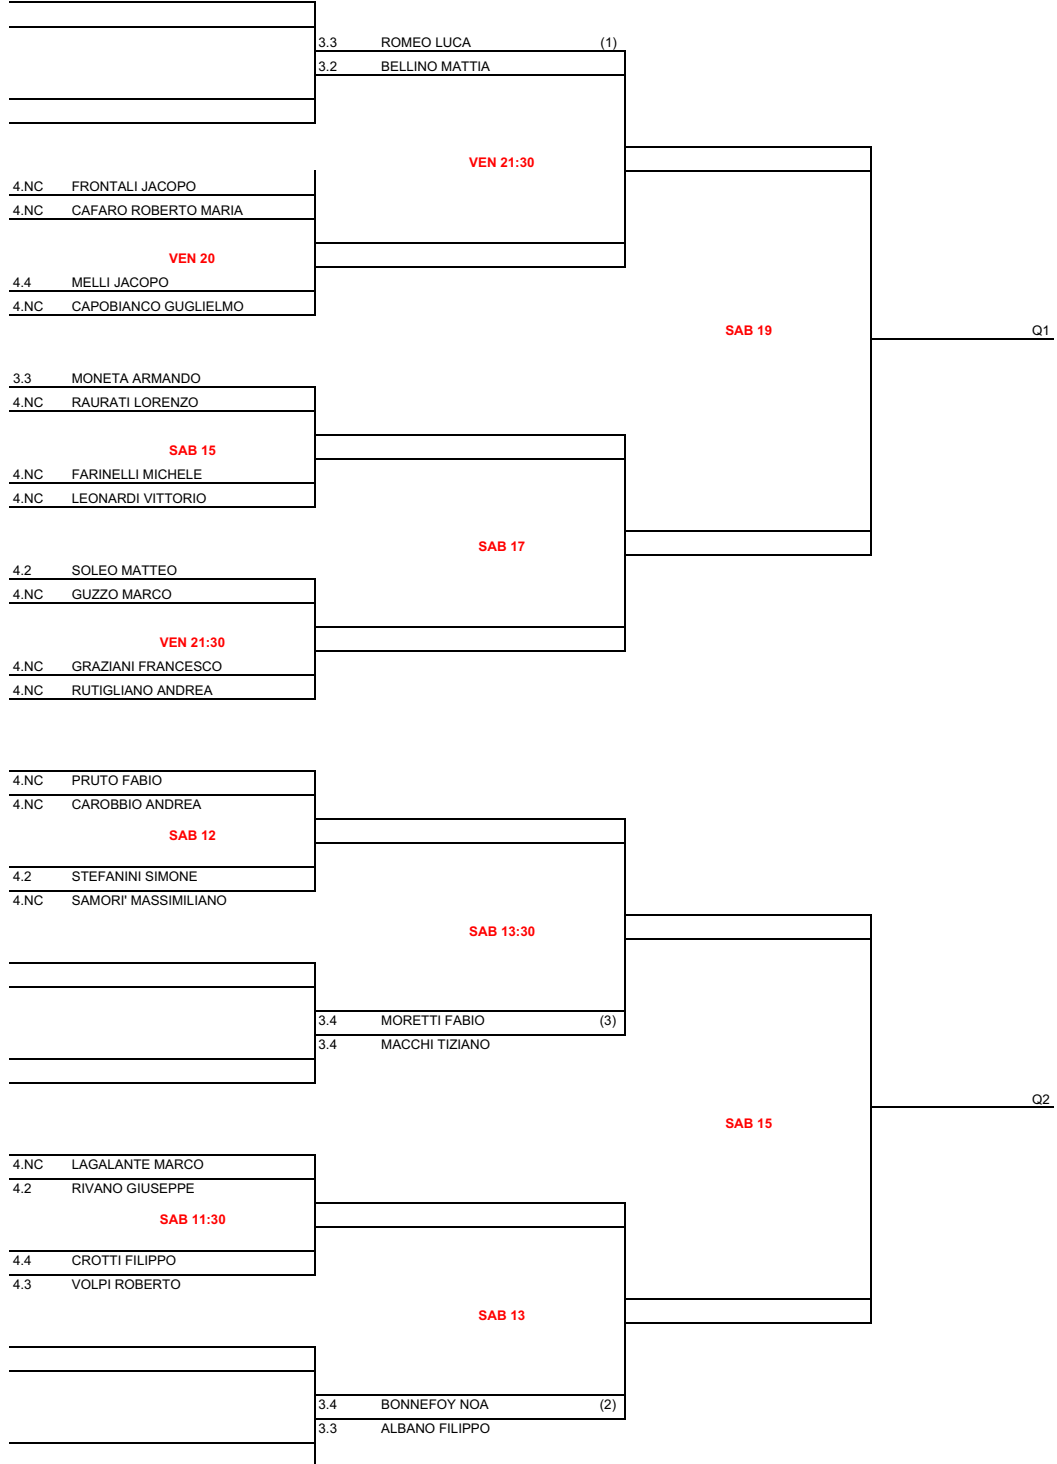 3.3 ROMEO LUCA (1)
3.2 BELLINO MATTIA
VEN 21:30
4.NC FRONTALI JACOPO
4.NC CAFARO ROBERTO MARIA
VEN 20
4.4 MELLI JACOPO
4.NC CAPOBIANCO GUGLIELMO
SAB 19
Q1
3.3 MONETA ARMANDO
4.NC RAURATI LORENZO
SAB 15
4.NC FARINELLI MICHELE
4.NC LEONARDI VITTORIO
SAB 17
4.2 SOLEO MATTEO
4.NC GUZZO MARCO
VEN 21:30
4.NC GRAZIANI FRANCESCO
4.NC RUTIGLIANO ANDREA
4.NC PRUTO FABIO
4.NC CAROBBIO ANDREA
SAB 12
4.2 STEFANINI SIMONE
4.NC SAMORI' MASSIMILIANO
SAB 13:30
3.4 MORETTI FABIO (3)
3.4 MACCHI TIZIANO
Q2
SAB 15
4.NC LAGALANTE MARCO
4.2 RIVANO GIUSEPPE
SAB 11:30
4.4 CROTTI FILIPPO
4.3 VOLPI ROBERTO
SAB 13
3.4 BONNEFOY NOA (2)
3.3 ALBANO FILIPPO